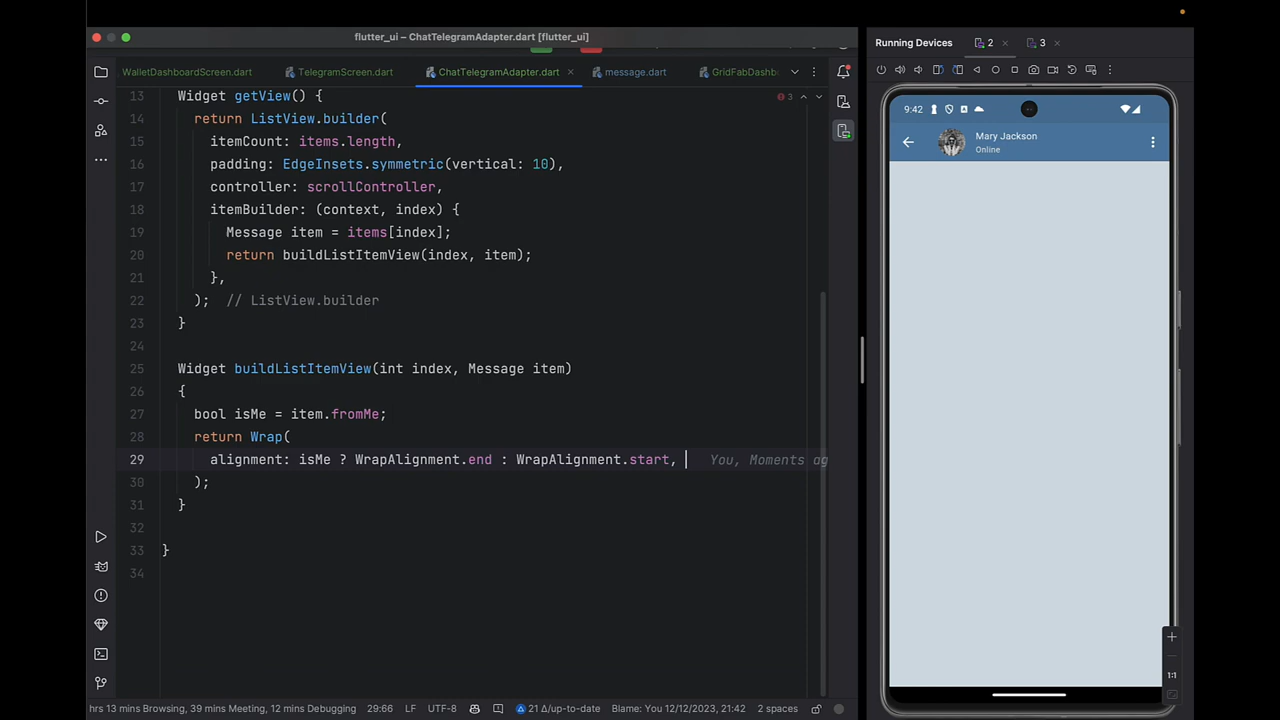 flutter_ui – ChatTelegramAdapter.dart [flutter_ui]
WalletDashboardScreen.dart
TelegramScreen.dart
ChatTelegramAdapter.dart
message.dart
GridFabDashb
Running Devices
2
3
13 Widget getView() {
3
14 return ListView.builder(
15 itemCount: items.length,
16 padding: EdgeInsets.symmetric(vertical: 10),
17 controller: scrollController,
18 itemBuilder: (context, index) {
19 Message item = items[index];
20 return buildListItemView(index, item);
21 },
22 ); // ListView.builder
23 }
24
25 Widget buildListItemView(int index, Message item)
26 {
27 bool isMe = item.fromMe;
28 return Wrap(
29 alignment: isMe ? WrapAlignment.end : WrapAlignment.start, You, Moments ag
30 );
31 }
32
33 }
34
9:42
Mary Jackson
Online
1:1
hrs 13 mins Browsing, 39 mins Meeting, 12 mins Debugging
29:66
LF
UTF-8
21 Δ/up-to-date
Blame: You 12/12/2023, 21:42
2 spaces